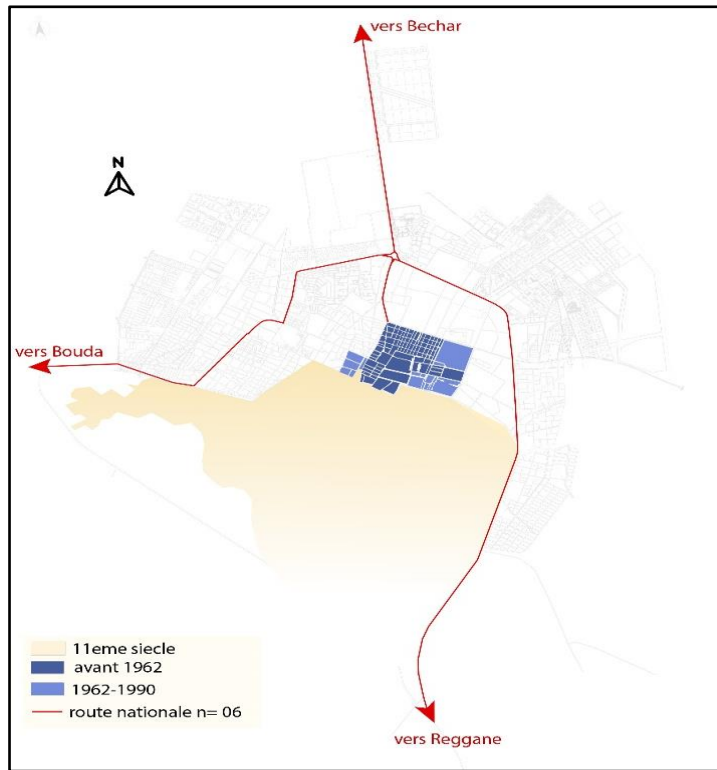 vers Bechar
N
vers Bouda
11eme siecle
avant 1962
1962-1990
route nationale n= 06
vers Reggane